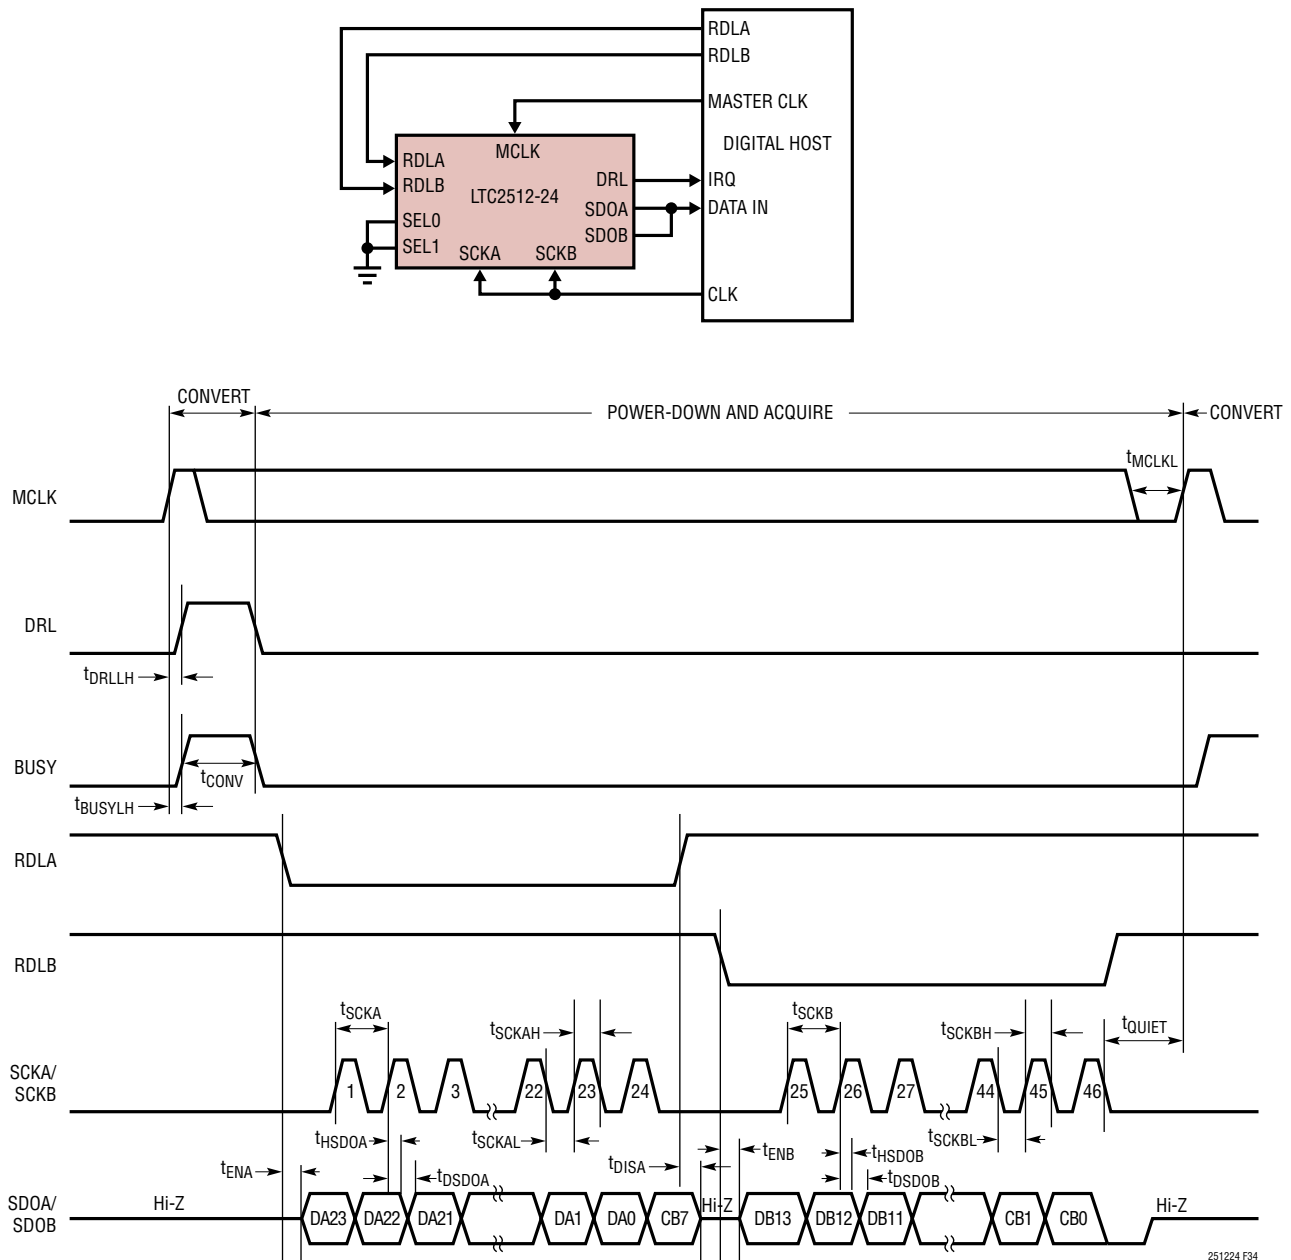 RDLA
RDLB
MASTER CLK
DIGITAL HOST
MCLK
RDLA
RDLB
LTC2512-24
DRL
IRQ
SDOA
DATA IN
SDOB
SEL0
SEL1
SCKA
SCKB
CLK
CONVERT
POWER-DOWN AND ACQUIRE
CONVERT
tMCLKL
MCLK
DRL
tDRLLH
BUSY
tCONV
tBUSYLH
RDLA
RDLB
tSCKA
tSCKAH
tSCKB
tSCKBH
tQUIET
SCKA/
SCKB
1
2
3
22
23
24
25
26
27
44
45
46
tHSDOA
tSCKAL
tENB
tHSDOB
tSCKBL
tENA
tDSDOA
tDISA
tDSDOB
SDOA/
SDOB
Hi-Z
DA23
DA22
DA21
DA1
DA0
CB7
Hi-Z
DB13
DB12
DB11
CB1
CB0
Hi-Z
251224 F34